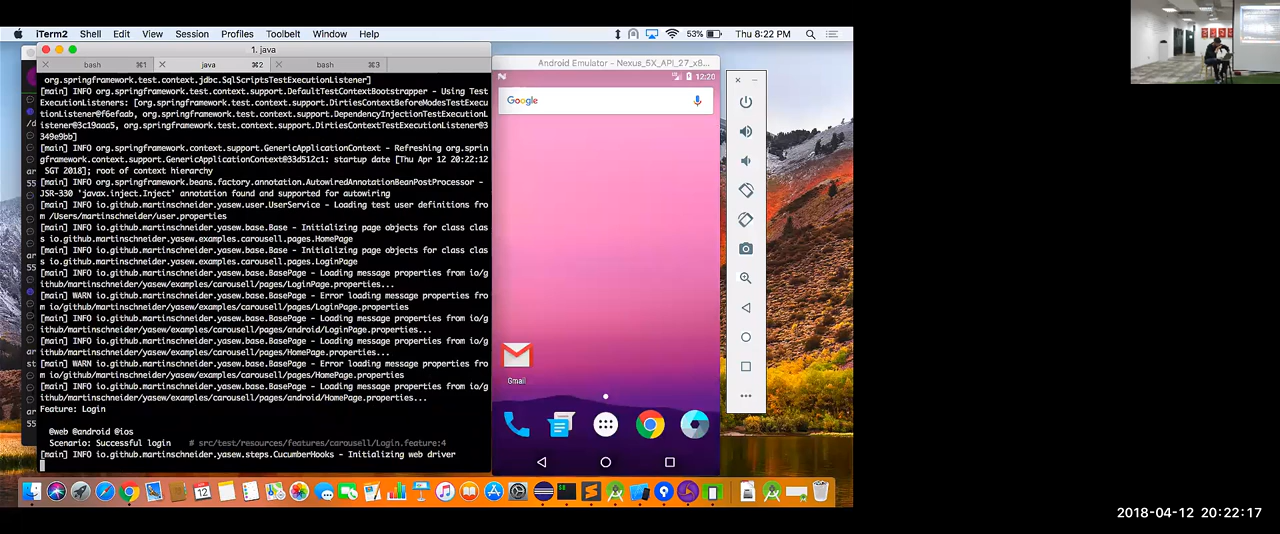 iTerm2 Shell Edit View Session Profiles Toolbelt Window Help 53% Thu 8:22 PM
1. java
bash ⌘1 java ⌘2 bash ⌘3
org.springframework.test.context.jdbc.SqlScriptsTestExecutionListener]
[main] INFO org.springframework.test.context.support.DefaultTestContextBootstrapper - Using Test
ExecutionListeners: [org.springframework.test.context.support.DirtiesContextBeforeModesTestExecu
tionListener@f6efaab, org.springframework.test.context.support.DependencyInjectionTestExecutionL
istener@3c19aaa5, org.springframework.test.context.support.DirtiesContextTestExecutionListener@3
349e9bb]
[main] INFO org.springframework.context.support.GenericApplicationContext - Refreshing org.sprin
gframework.context.support.GenericApplicationContext@33d512c1: startup date [Thu Apr 12 20:22:12
SGT 2018]; root of context hierarchy
[main] INFO org.springframework.beans.factory.annotation.AutowiredAnnotationBeanPostProcessor -
JSR-330 'javax.inject.Inject' annotation found and supported for autowiring
[main] INFO io.github.martinschneider.yasew.user.UserService - Loading test user definitions fro
m /Users/martinschneider/user.properties
[main] INFO io.github.martinschneider.yasew.base.Base - Initializing page objects for class clas
s io.github.martinschneider.yasew.examples.carousell.pages.HomePage
[main] INFO io.github.martinschneider.yasew.base.Base - Initializing page objects for class clas
s io.github.martinschneider.yasew.examples.carousell.pages.LoginPage
[main] INFO io.github.martinschneider.yasew.base.BasePage - Loading message properties from io/g
ithub/martinschneider/yasew/examples/carousell/pages/LoginPage.properties...
[main] WARN io.github.martinschneider.yasew.base.BasePage - Error loading message properties fro
m io/github/martinschneider/yasew/examples/carousell/pages/LoginPage.properties
[main] INFO io.github.martinschneider.yasew.base.BasePage - Loading message properties from io/g
ithub/martinschneider/yasew/examples/carousell/pages/android/LoginPage.properties...
[main] INFO io.github.martinschneider.yasew.base.BasePage - Loading message properties from io/g
ithub/martinschneider/yasew/examples/carousell/pages/HomePage.properties...
[main] WARN io.github.martinschneider.yasew.base.BasePage - Error loading message properties fro
m io/github/martinschneider/yasew/examples/carousell/pages/HomePage.properties
[main] INFO io.github.martinschneider.yasew.base.BasePage - Loading message properties from io/g
ithub/martinschneider/yasew/examples/carousell/pages/android/HomePage.properties...
Feature: Login
@web @android @ios
Scenario: Successful login # src/test/resources/features/carousell/Login.feature:4
[main] INFO io.github.martinschneider.yasew.steps.CucumberHooks - Initializing web driver
Android Emulator - Nexus_5X_API_27_x8...
12:20
Google
Gmail
12
2018-04-12 20:22:17